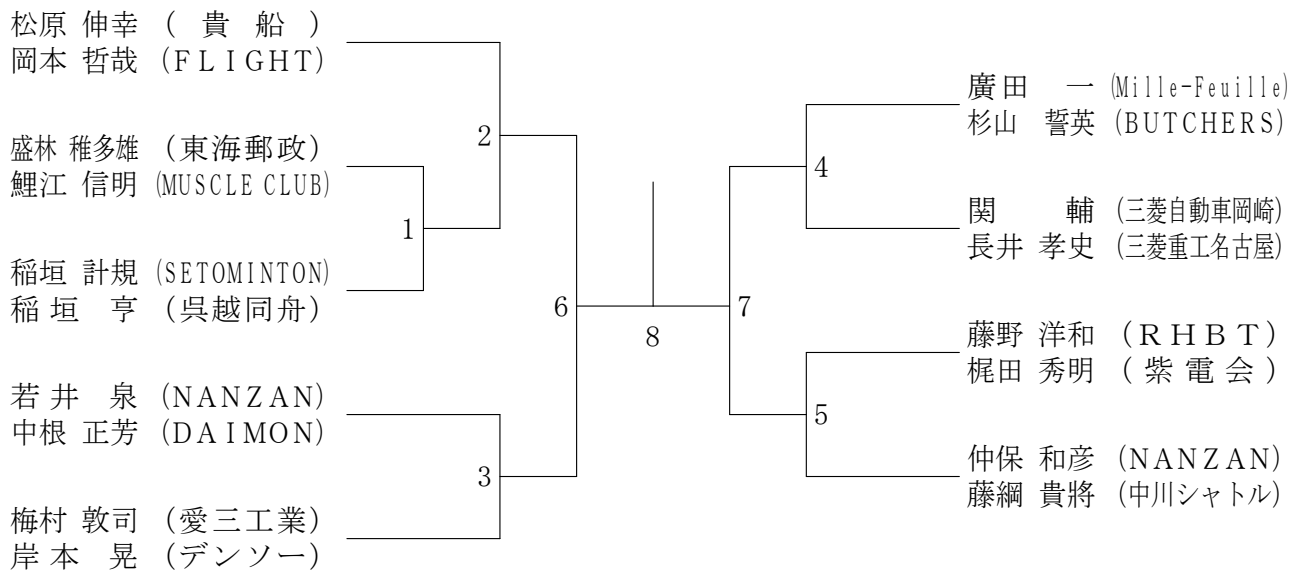 松原 伸幸 (貴船)
岡本 哲哉 (FLIGHT)
盛林 稚多雄 (東海郵政)
鯉江 信明 (MUSCLE CLUB)
稲垣 計規 (SETOMINTON)
稲垣 亨 (呉越同舟)
若井 泉 (NANZAN)
中根 正芳 (DAIMON)
梅村 敦司 (愛三工業)
岸本 晃 (デンソー)
2
1
3
6
8
7
4
5
廣田 一 (Mille-Feuille)
杉山 誓英 (BUTCHERS)
関 輔 (三菱自動車岡崎)
長井 孝史 (三菱重工名古屋)
藤野 洋和 (RHBT)
梶田 秀明 (紫電会)
仲保 和彦 (NANZAN)
藤綱 貴將 (中川シャトル)